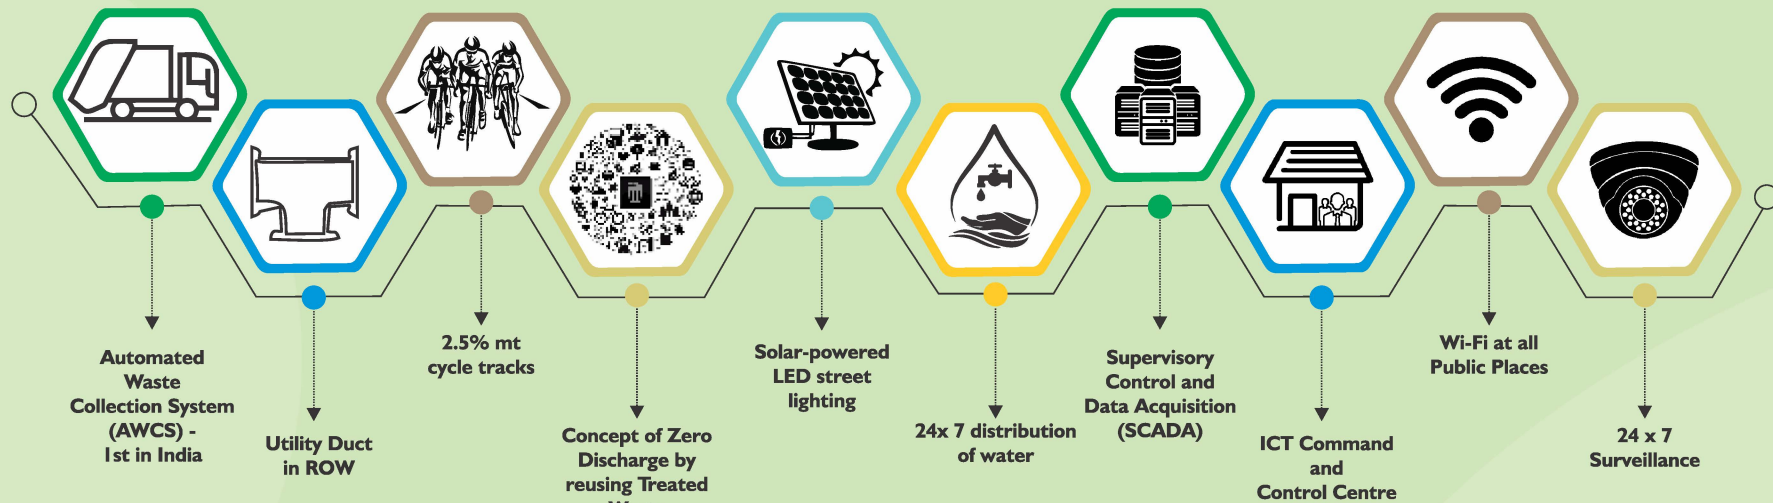 Automated
Waste
Collection System
(AWCS) -
1st in India
Utility Duct
in ROW
2.5% mt
cycle tracks
Concept of Zero
Discharge by
reusing Treated
Solar-powered
LED street
lighting
24x 7 distribution
of water
Supervisory
Control and
Data Acquisition
(SCADA)
ICT Command
and
Control Centre
Wi-Fi at all
Public Places
24 x 7
Surveillance